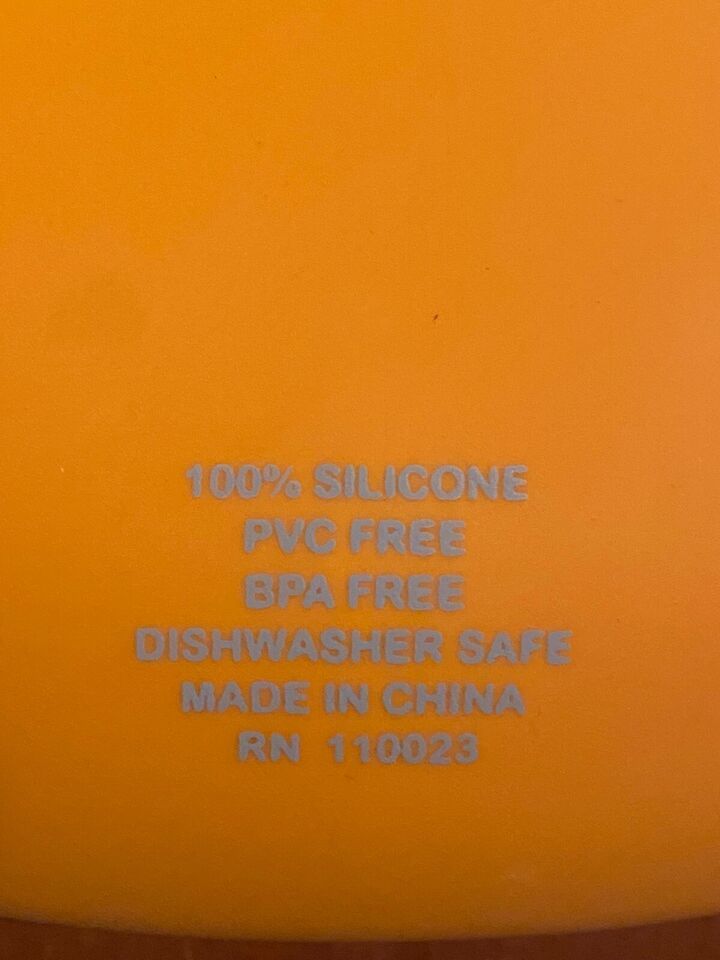 100% SILICONE
PVC FREE
BPA FREE
DISHWASHER SAFE
MADE IN CHINA
RN 110023